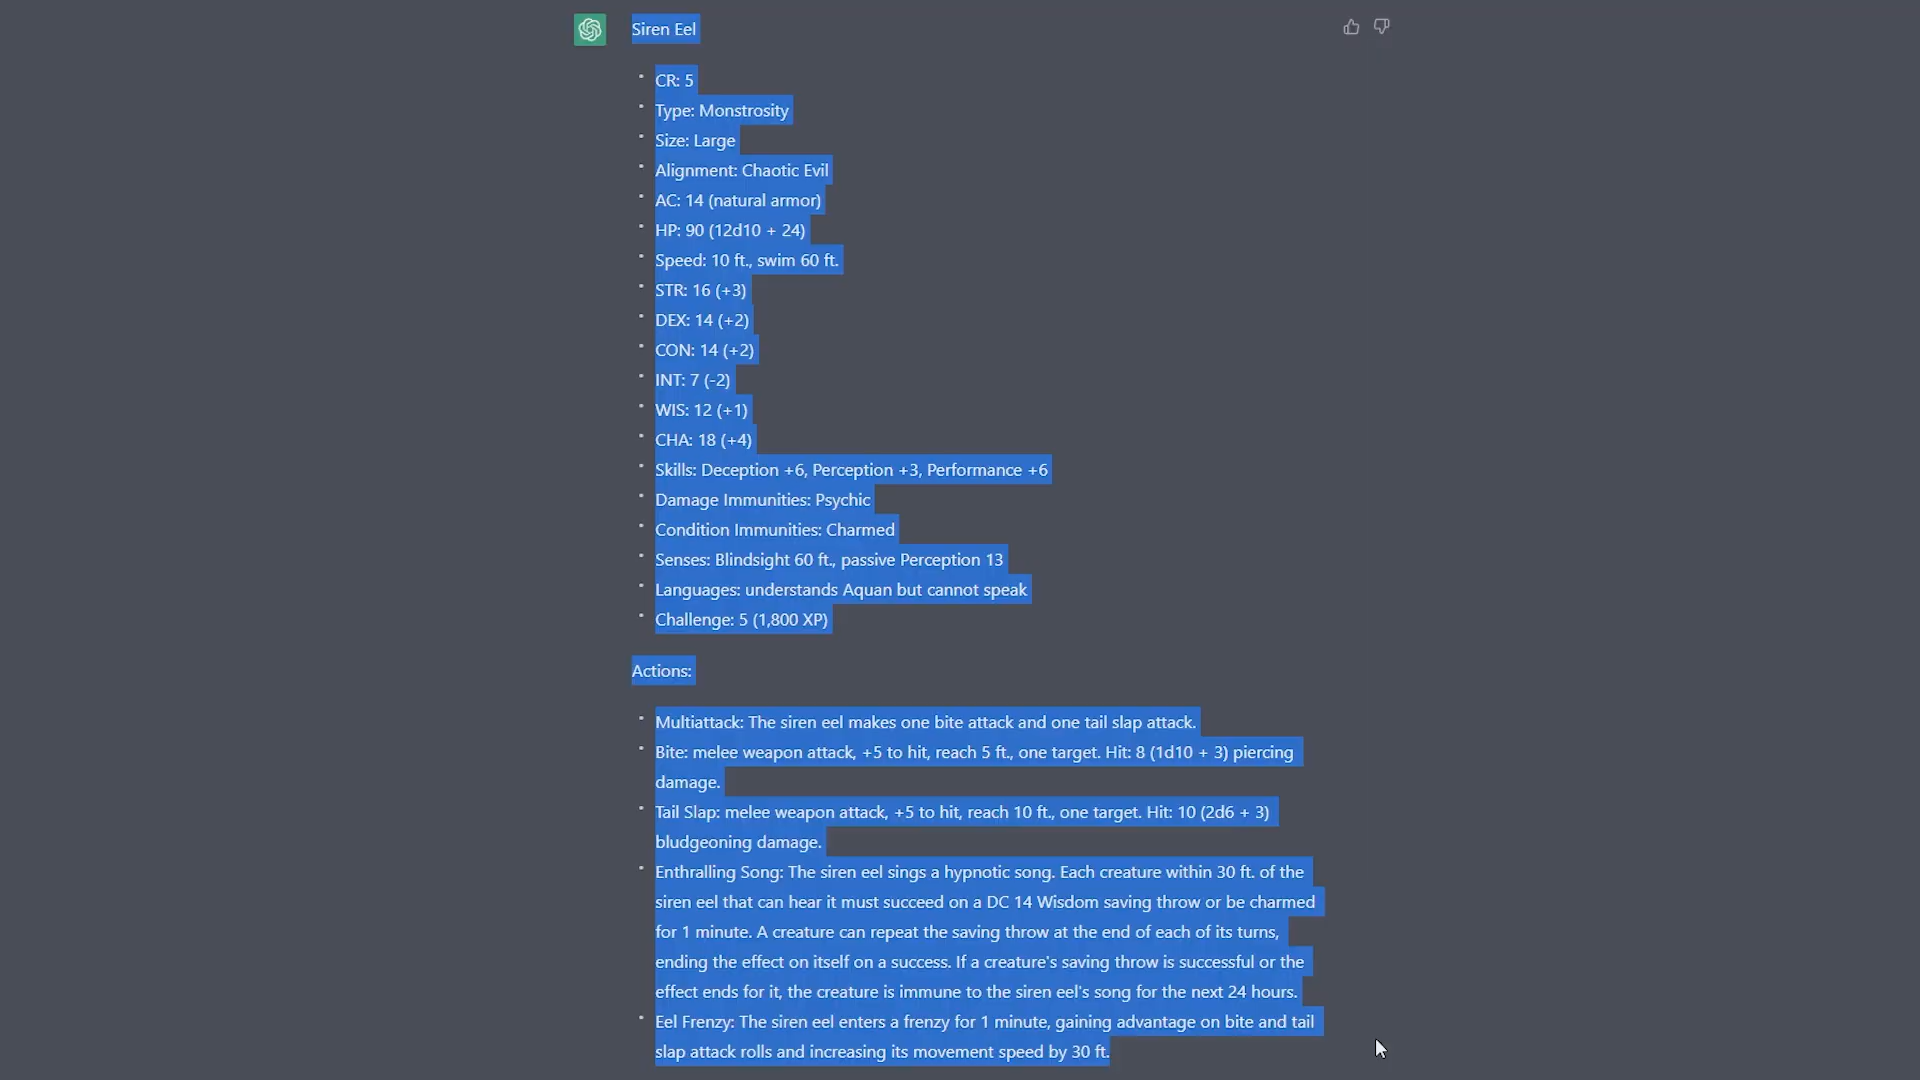 Siren Eel
CR: 5
Type: Monstrosity
Size: Large
Alignment: Chaotic Evil
AC: 14 (natural armor)
HP: 90 (12d10 + 24)
Speed: 10 ft., swim 60 ft.
STR: 16 (+3)
DEX: 14 (+2)
CON: 14 (+2)
INT: 7 (-2)
WIS: 12 (+1)
CHA: 18 (+4)
Skills: Deception +6, Perception +3, Performance +6
Damage Immunities: Psychic
Condition Immunities: Charmed
Senses: Blindsight 60 ft., passive Perception 13
Languages: understands Aquan but cannot speak
Challenge: 5 (1,800 XP)
Actions:
Multiattack: The siren eel makes one bite attack and one tail slap attack.
Bite: melee weapon attack, +5 to hit, reach 5 ft., one target. Hit: 8 (1d10 + 3) piercing
damage.
Tail Slap: melee weapon attack, +5 to hit, reach 10 ft., one target. Hit: 10 (2d6 + 3)
bludgeoning damage.
Enthralling Song: The siren eel sings a hypnotic song. Each creature within 30 ft. of the
siren eel that can hear it must succeed on a DC 14 Wisdom saving throw or be charmed
for 1 minute. A creature can repeat the saving throw at the end of each of its turns,
ending the effect on itself on a success. If a creature's saving throw is successful or the
effect ends for it, the creature is immune to the siren eel's song for the next 24 hours.
Eel Frenzy: The siren eel enters a frenzy for 1 minute, gaining advantage on bite and tail
slap attack rolls and increasing its movement speed by 30 ft.